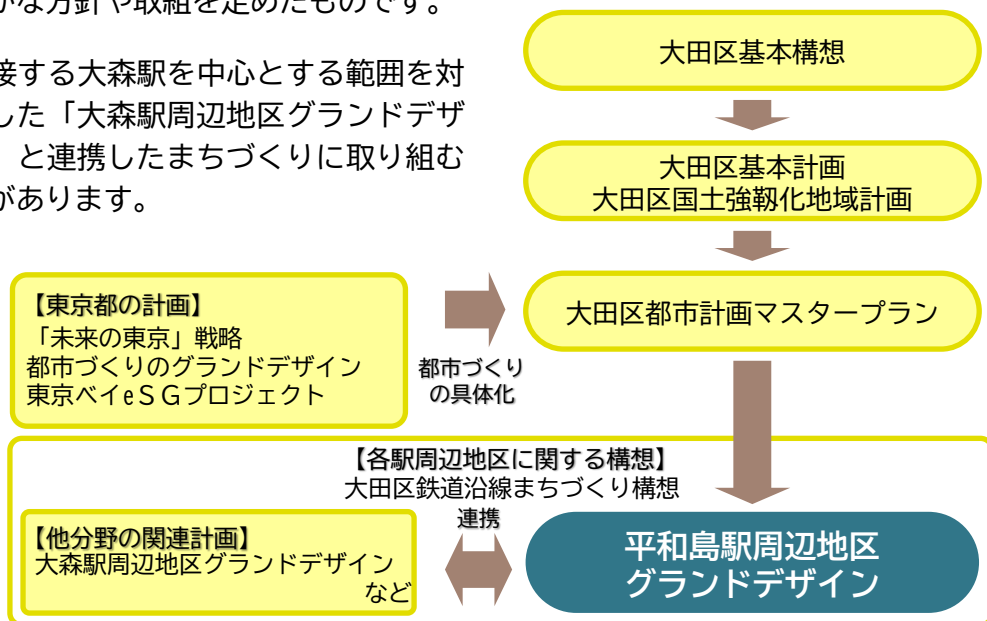 かな方針や取組を定めたものです。
接する大森駅を中心とする範囲を対
した「大森駅周辺地区グランドデザ
」と連携したまちづくりに取り組む
があります。
大田区基本構想
大田区基本計画
大田区国土強靱化地域計画
大田区都市計画マスタープラン
【東京都の計画】
「未来の東京」戦略
都市づくりのグランドデザイン
東京ベイeSGプロジェクト
都市づくり
の具体化
【各駅周辺地区に関する構想】
大田区鉄道沿線まちづくり構想
【他分野の関連計画】
大森駅周辺地区グランドデザイン
など
連携
平和島駅周辺地区
グランドデザイン